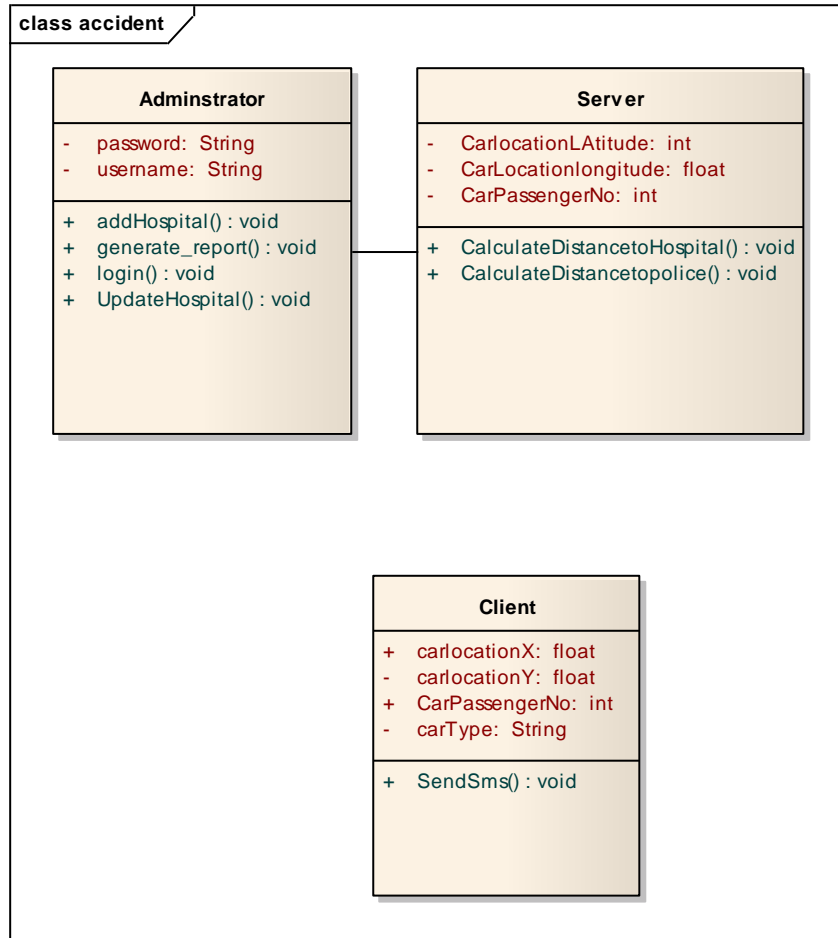 class accident
Adminstrator
- password: String
- username: String
+ addHospital() : void
+ generate_report() : void
+ login() : void
+ UpdateHospital() : void
Server
- CarlocationLAtitude: int
- CarLocationlongitude: float
- CarPassengerNo: int
+ CalculateDistancetoHospital() : void
+ CalculateDistancetopolice() : void
Client
+ carlocationX: float
- carlocationY: float
+ CarPassengerNo: int
- carType: String
+ SendSms() : void